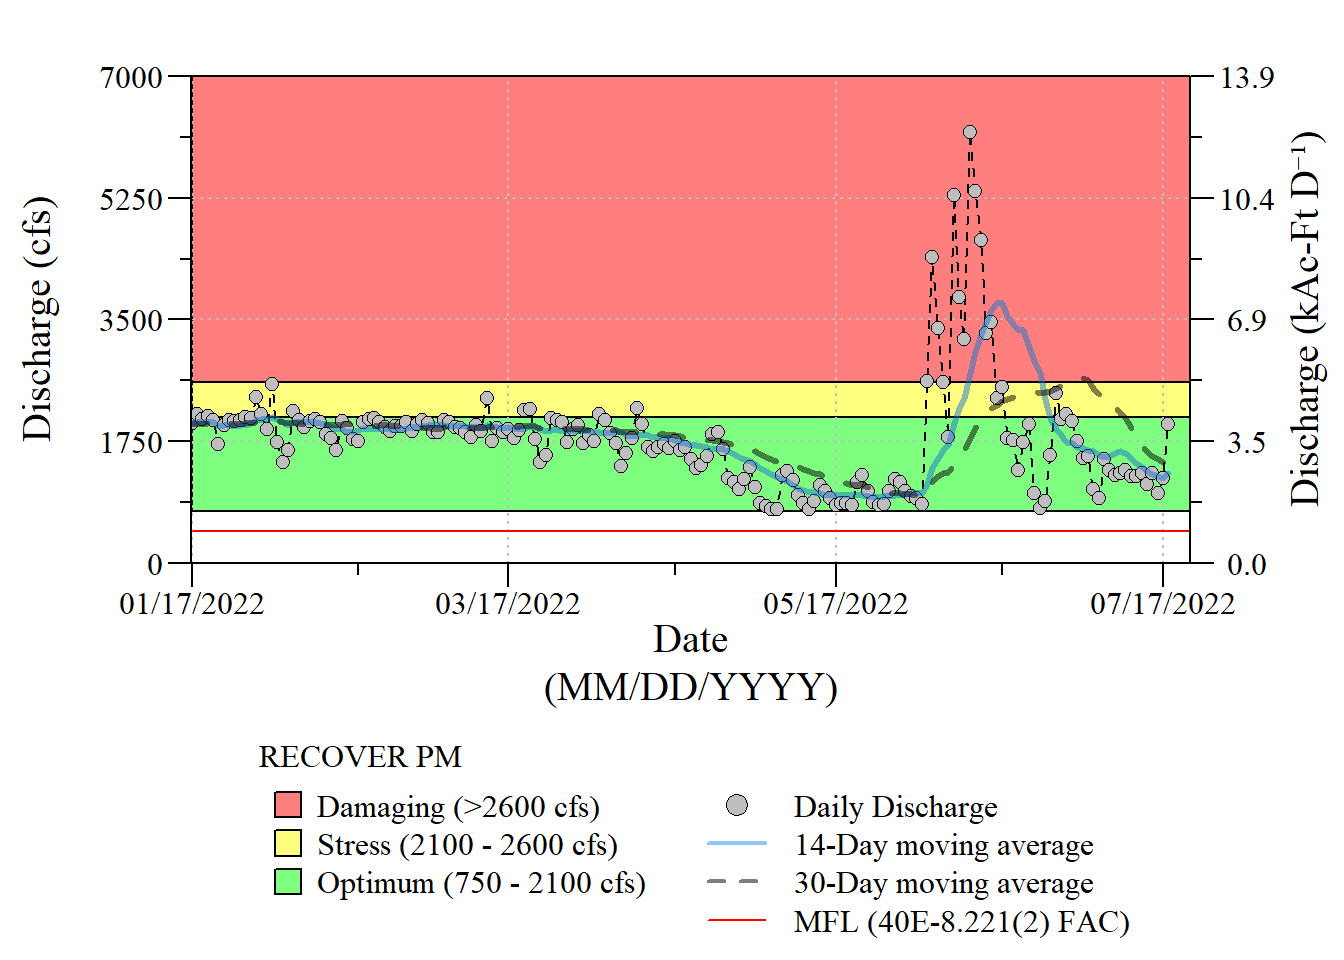 7000
5250
3500
1750
0
Discharge (cfs)
13.9
10.4
6.9
3.5
0.0
Discharge (kAc-Ft D⁻¹)
01/17/2022
03/17/2022
05/17/2022
07/17/2022
Date
(MM/DD/YYYY)
RECOVER PM
Damaging (>2600 cfs)
Stress (2100 - 2600 cfs)
Optimum (750 - 2100 cfs)
Daily Discharge
14-Day moving average
30-Day moving average
MFL (40E-8.221(2) FAC)